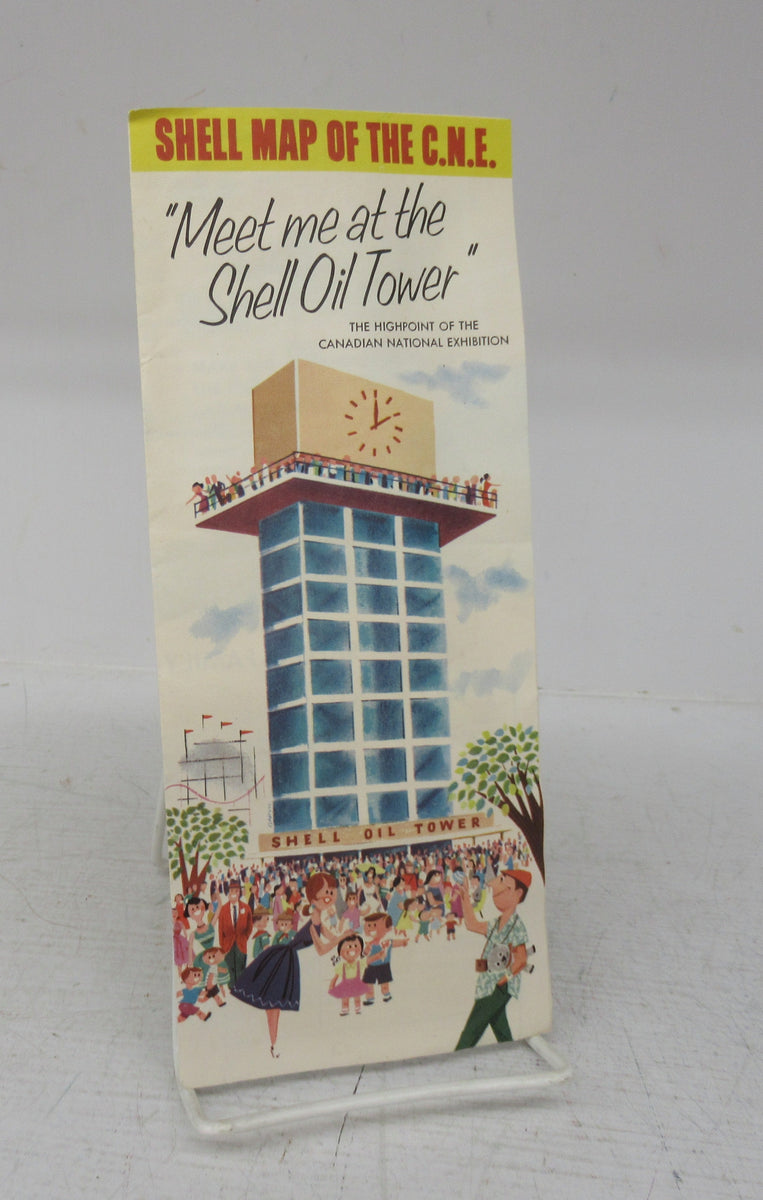 SHELL MAP OF THE C.N.E.
"Meet me at the
Shell Oil Tower"
THE HIGHPOINT OF THE
CANADIAN NATIONAL EXHIBITION
SHELL OIL TOWER